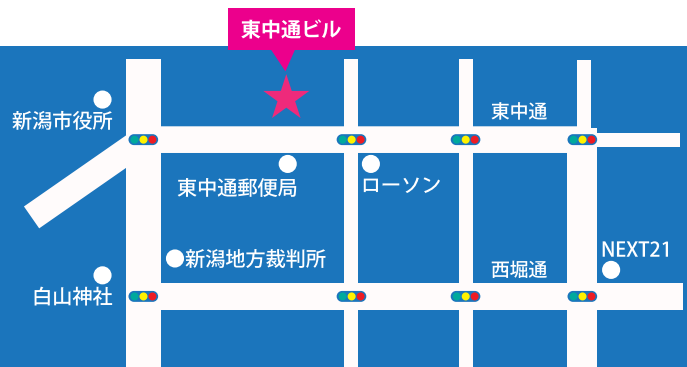 東中通ビル
東中通
新潟市役所
東中通郵便局
ローソン
新潟地方裁判所
西堀通
NEXT21
白山神社